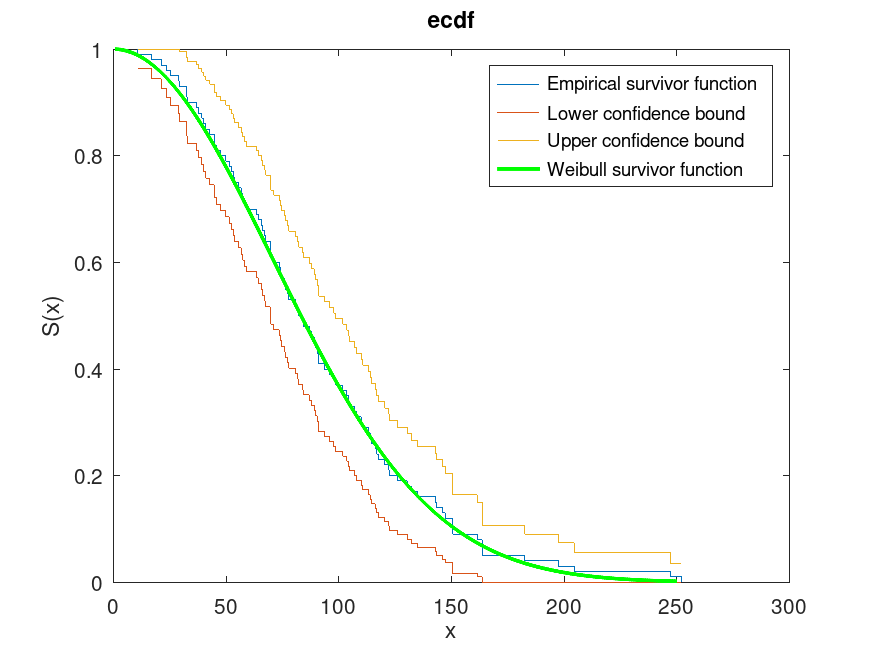 ecdf
Empirical survivor function
Lower confidence bound
Upper confidence bound
Weibull survivor function
1
0.8
0.6
0.4
0.2
0
S(x)
0 50 100 150 200 250 300
x